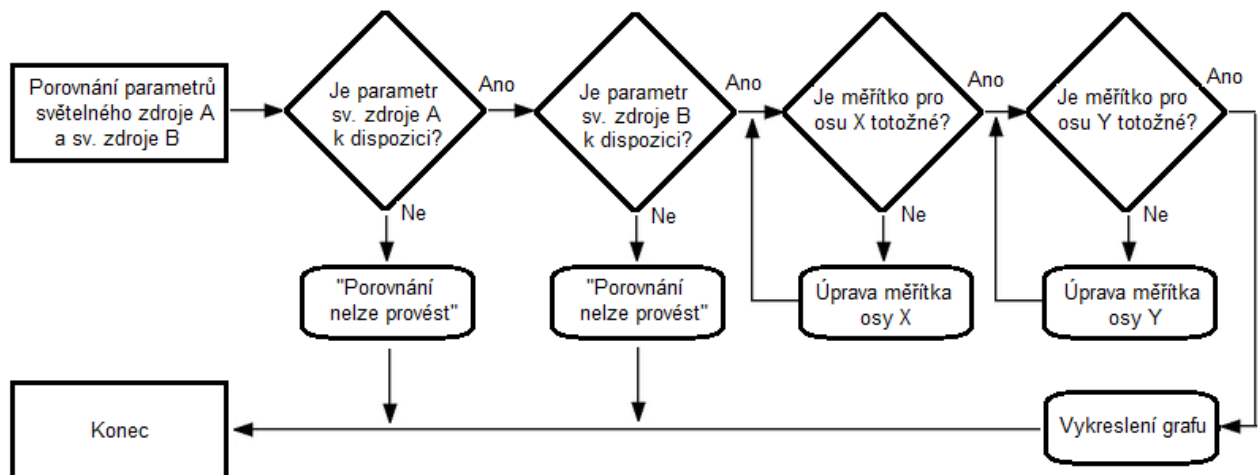 Porovnání parametrů
světelného zdroje A
a sv. zdroje B
Je parametr
sv. zdroje A
k dispozici?
Ano
Ne
"Porovnání
nelze provést"
Je parametr
sv. zdroje B
k dispozici?
Ano
Ne
"Porovnání
nelze provést"
Je měřítko pro
osu X totožné?
Ano
Ne
Úprava měřítka
osy X
Je měřítko pro
osu Y totožné?
Ano
Ne
Úprava měřítka
osy Y
Vykreslení grafu
Konec